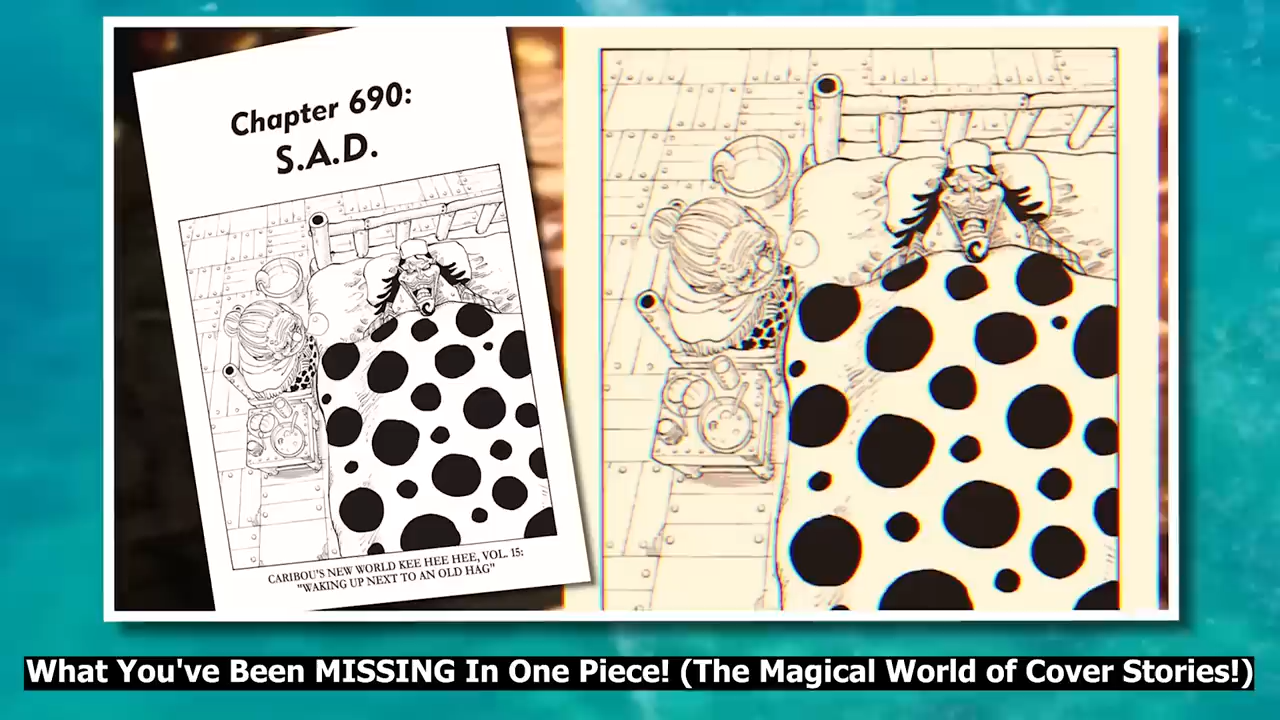 Chapter 690:
S.A.D.
CARIBOU'S NEW WORLD KEE HEE HEE, VOL. 15:
"WAKING UP NEXT TO AN OLD HAG"
What You've Been MISSING In One Piece! (The Magical World of Cover Stories!)